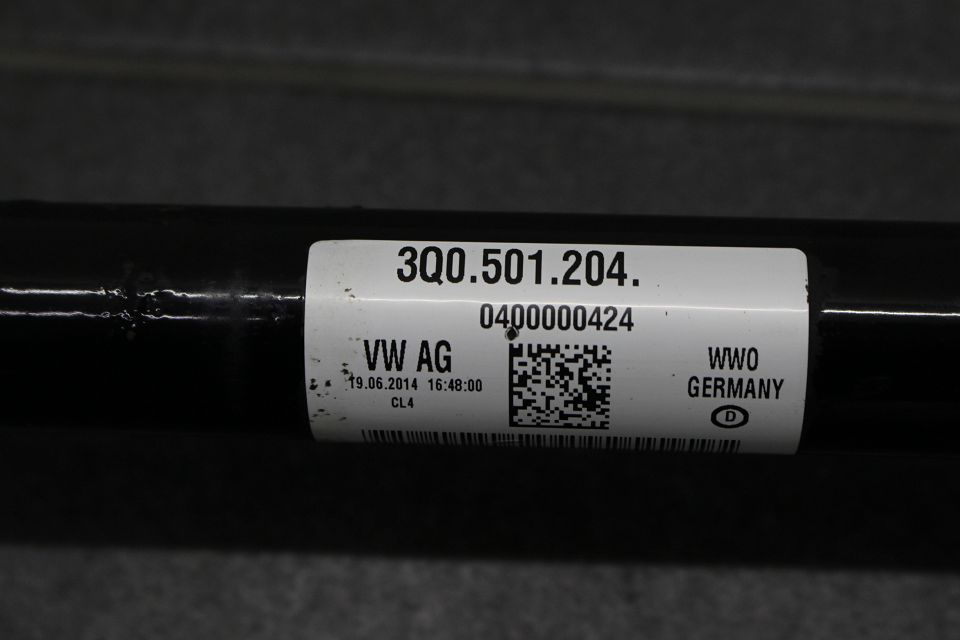 3Q0.501.204.
0400000424
VW AG
19.06.2014 16:48:00
CL4
WWO
GERMANY
D